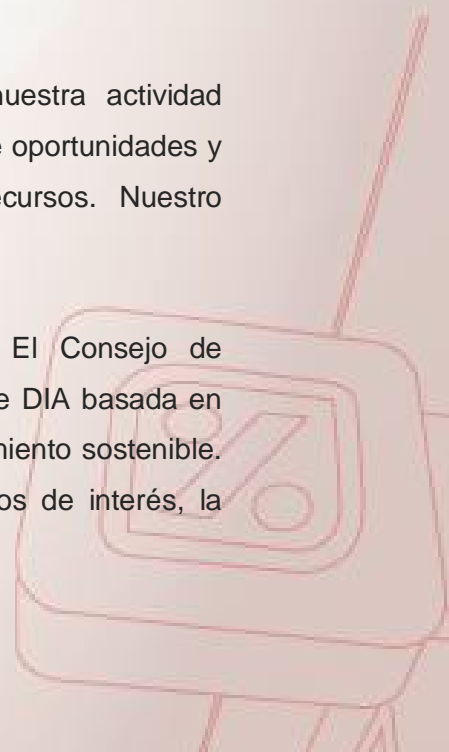 nuestra actividad
e oportunidades y
ecursos. Nuestro
El Consejo de
e DIA basada en
miento sostenible.
os de interés, la